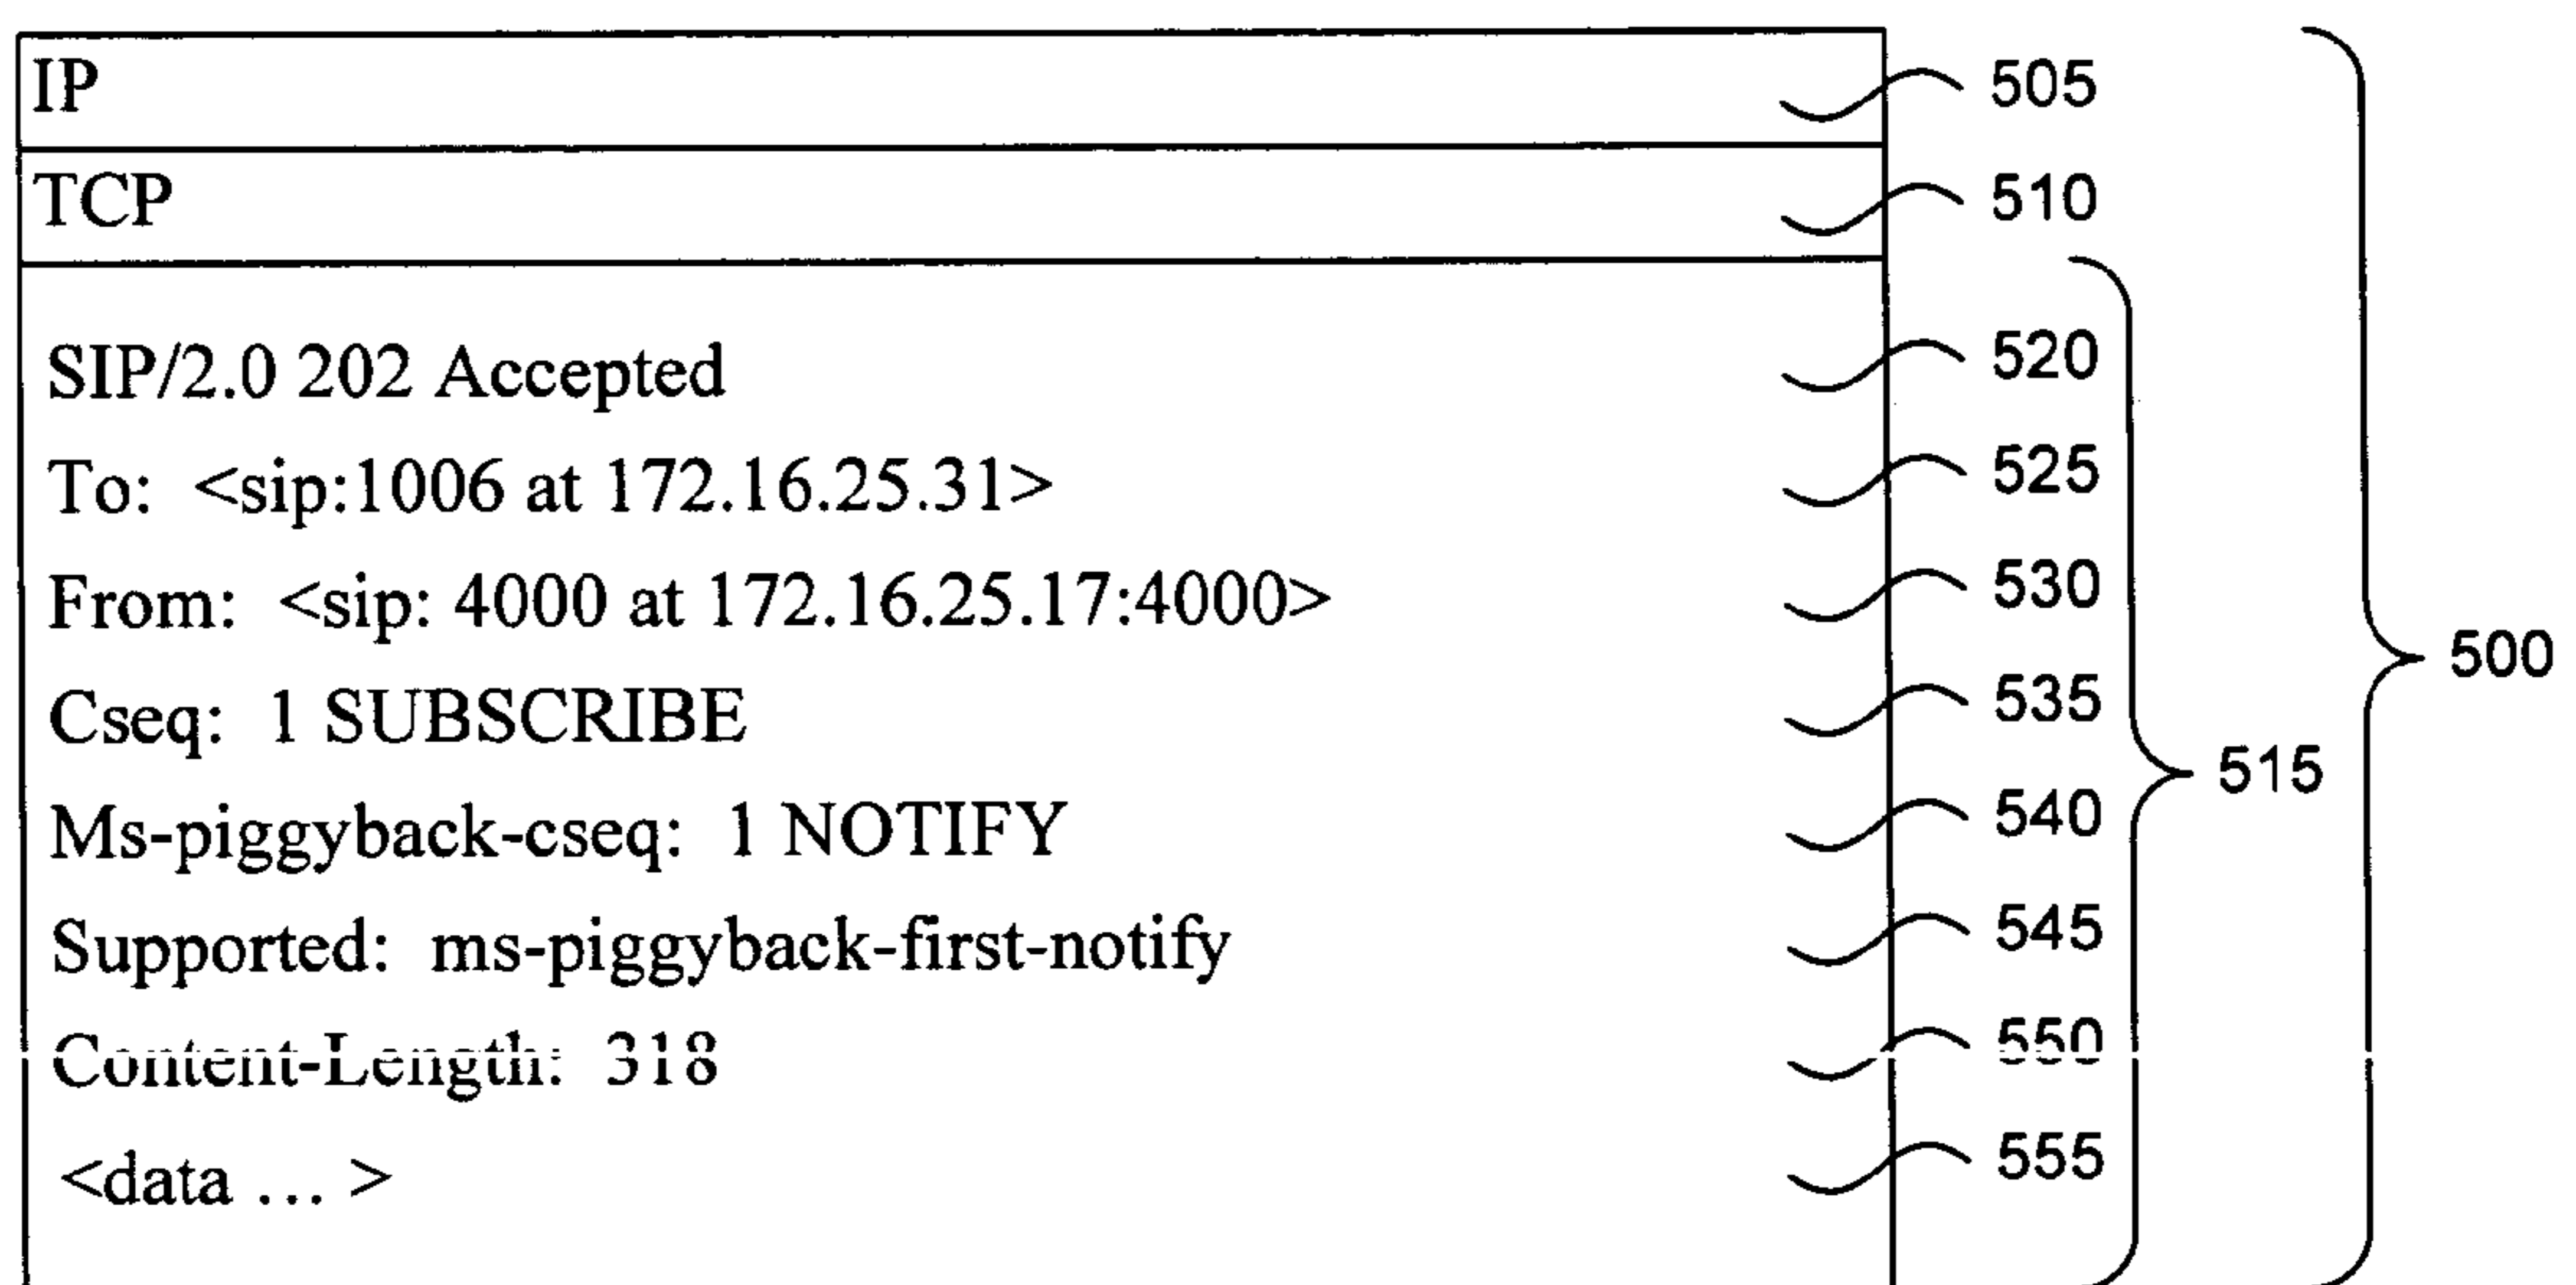 IP 505
TCP 510
SIP/2.0 202 Accepted 520
To: <sip:1006 at 172.16.25.31> 525
From: <sip: 4000 at 172.16.25.17:4000> 530
500
Cseq: 1 SUBSCRIBE 535
515
Ms-piggyback-cseq: 1 NOTIFY 540
Supported: ms-piggyback-first-notify 545
Content-Length: 318 550
<data ... > 555